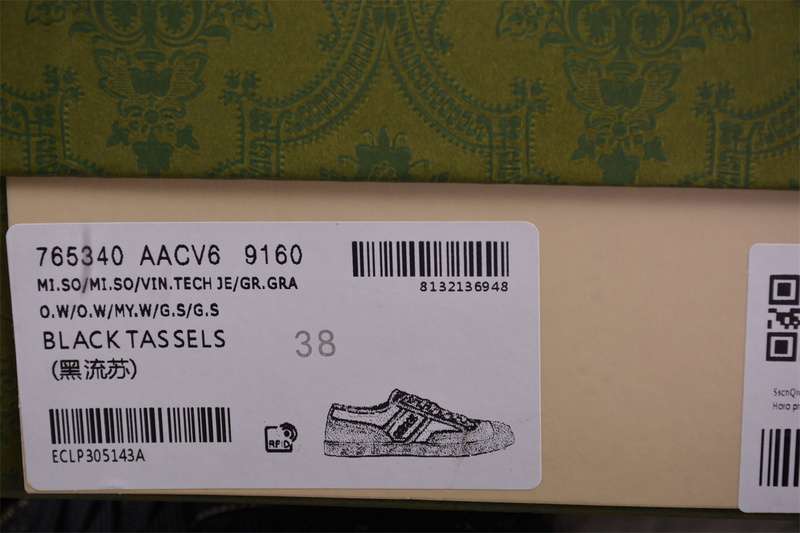 765340 AACV6 9160
MI.SO/MI.SO/VIN.TECH JE/GR.GRA
O.W/O.W/MY.W/G.S/G.S
BLACK TASSELS
(黑流苏)
38
8132136948
ECLP305143A
RFID